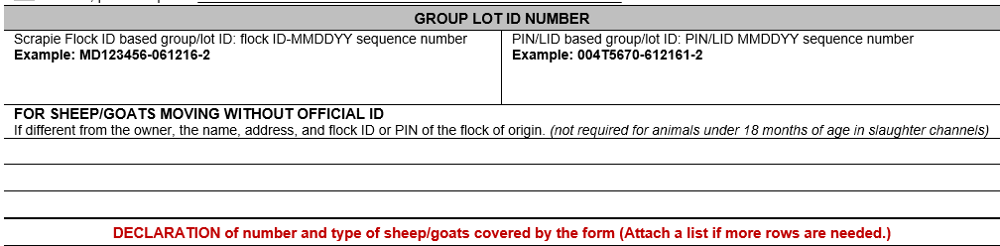 GROUP LOT ID NUMBER
Scrapie Flock ID based group/lot ID: flock ID-MMDDYY sequence number
Example: MD123456-061216-2
PIN/LID based group/lot ID: PIN/LID MMDDYY sequence number
Example: 004T5670-612161-2
FOR SHEEP/GOATS MOVING WITHOUT OFFICIAL ID
If different from the owner, the name, address, and flock ID or PIN of the flock of origin. (not required for animals under 18 months of age in slaughter channels)
DECLARATION of number and type of sheep/goats covered by the form (Attach a list if more rows are needed.)